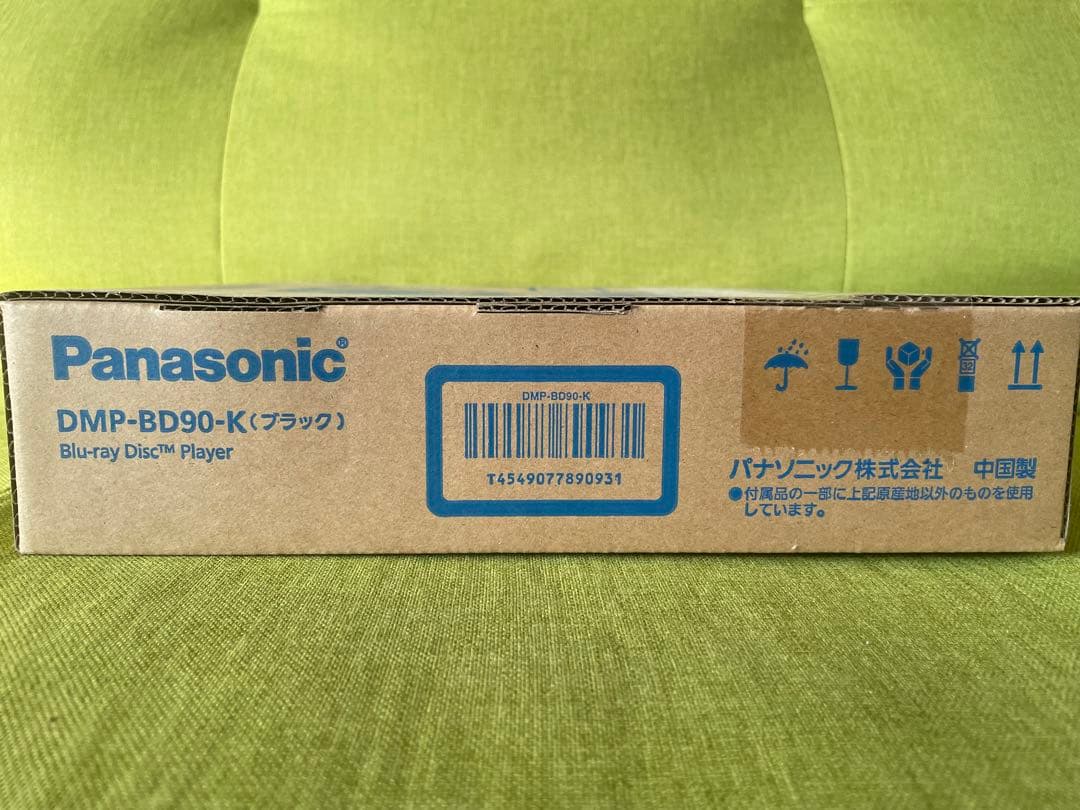 Panasonic®
DMP-BD90-K(ブラック)
Blu-ray Disc™ Player
DMP-BD90-K
T4549077890931
32
パナソニック株式会社 中国製
●付属品の一部に上記原産地以外のものを使用
しています。